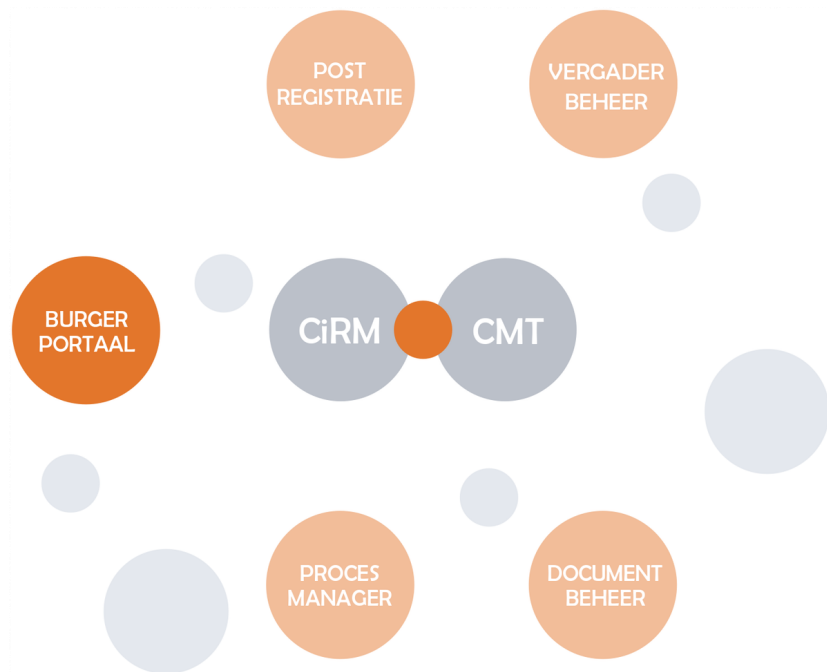 POST
REGISTRATIE
VERGADER
BEHEER
BURGER
PORTAAL
CiRM
CMT
PROCES
MANAGER
DOCUMENT
BEHEER